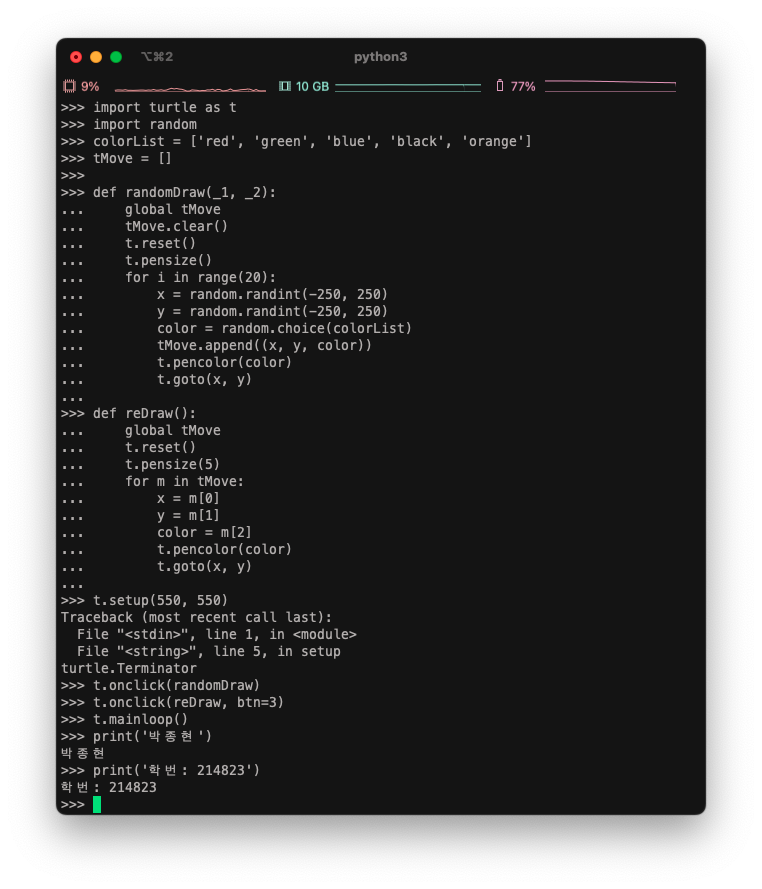 ⌥⌘2 python3
9% 10 GB 77%
>>> import turtle as t
>>> import random
>>> colorList = ['red', 'green', 'blue', 'black', 'orange']
>>> tMove = []
>>>
>>> def randomDraw(_1, _2):
...     global tMove
...     tMove.clear()
...     t.reset()
...     t.pensize()
...     for i in range(20):
...         x = random.randint(-250, 250)
...         y = random.randint(-250, 250)
...         color = random.choice(colorList)
...         tMove.append((x, y, color))
...         t.pencolor(color)
...         t.goto(x, y)
...
>>> def reDraw():
...     global tMove
...     t.reset()
...     t.pensize(5)
...     for m in tMove:
...         x = m[0]
...         y = m[1]
...         color = m[2]
...         t.pencolor(color)
...         t.goto(x, y)
...
>>> t.setup(550, 550)
Traceback (most recent call last):
  File "<stdin>", line 1, in <module>
  File "<string>", line 5, in setup
turtle.Terminator
>>> t.onclick(randomDraw)
>>> t.onclick(reDraw, btn=3)
>>> t.mainloop()
>>> print('박종현')
박종현
>>> print('학번: 214823')
학번: 214823
>>>